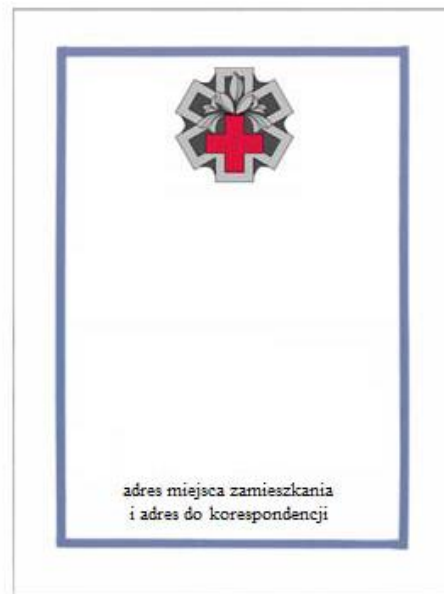 adres miejsca zamieszkania
i adres do korespondencji